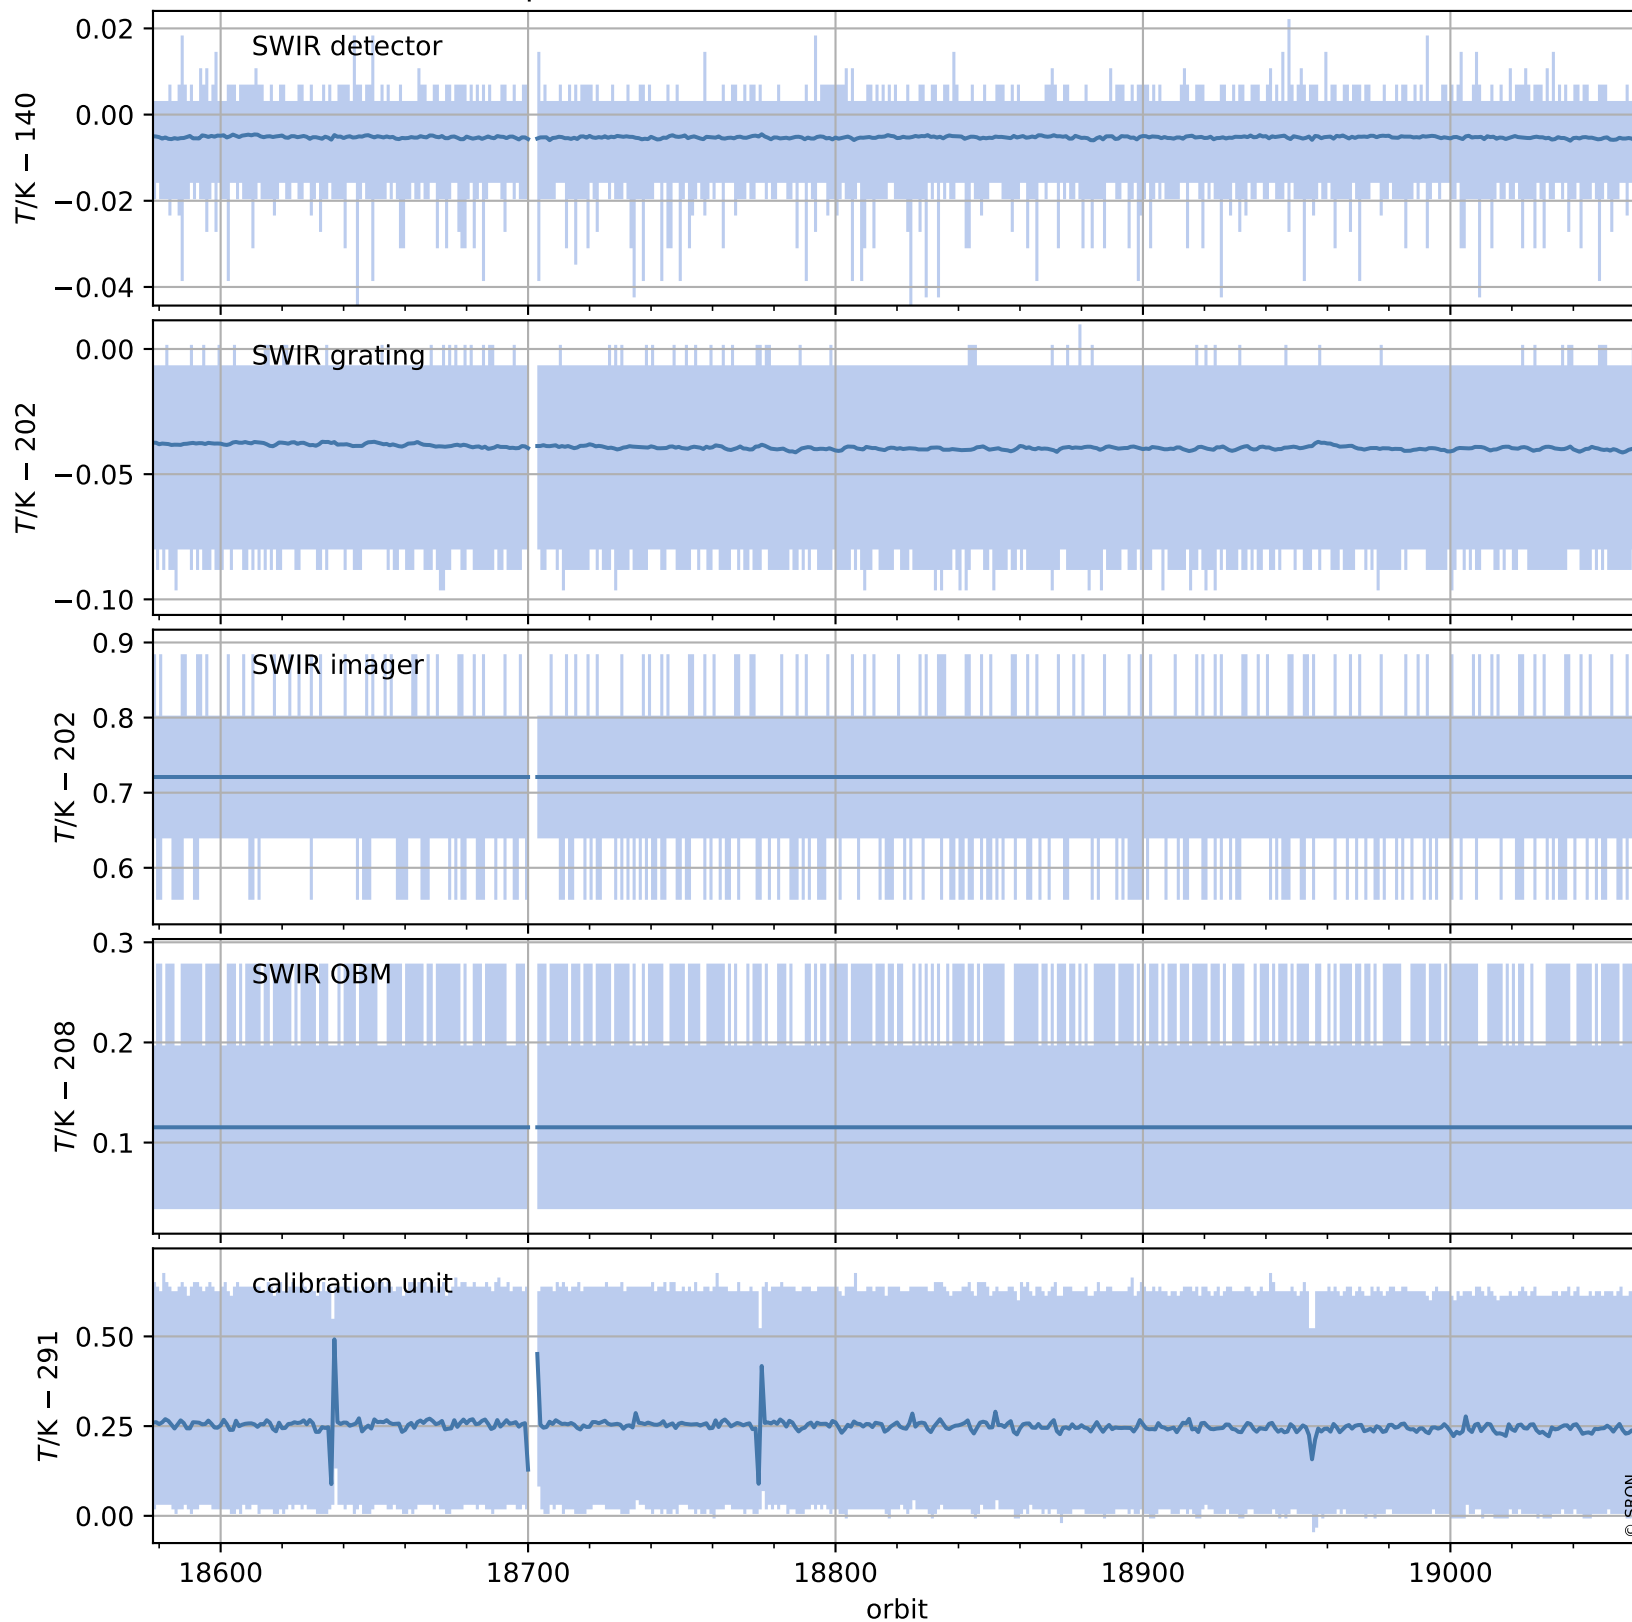 0.02
SWIR detector
0.00
−0.02
−0.04
T/K − 140
0.00
SWIR grating
−0.05
−0.10
T/K − 202
0.9
SWIR imager
0.8
0.7
0.6
T/K − 202
0.3
SWIR OBM
0.2
0.1
T/K − 208
calibration unit
0.50
0.25
0.00
T/K − 291
© SRON
18600 18700 18800 18900 19000
orbit